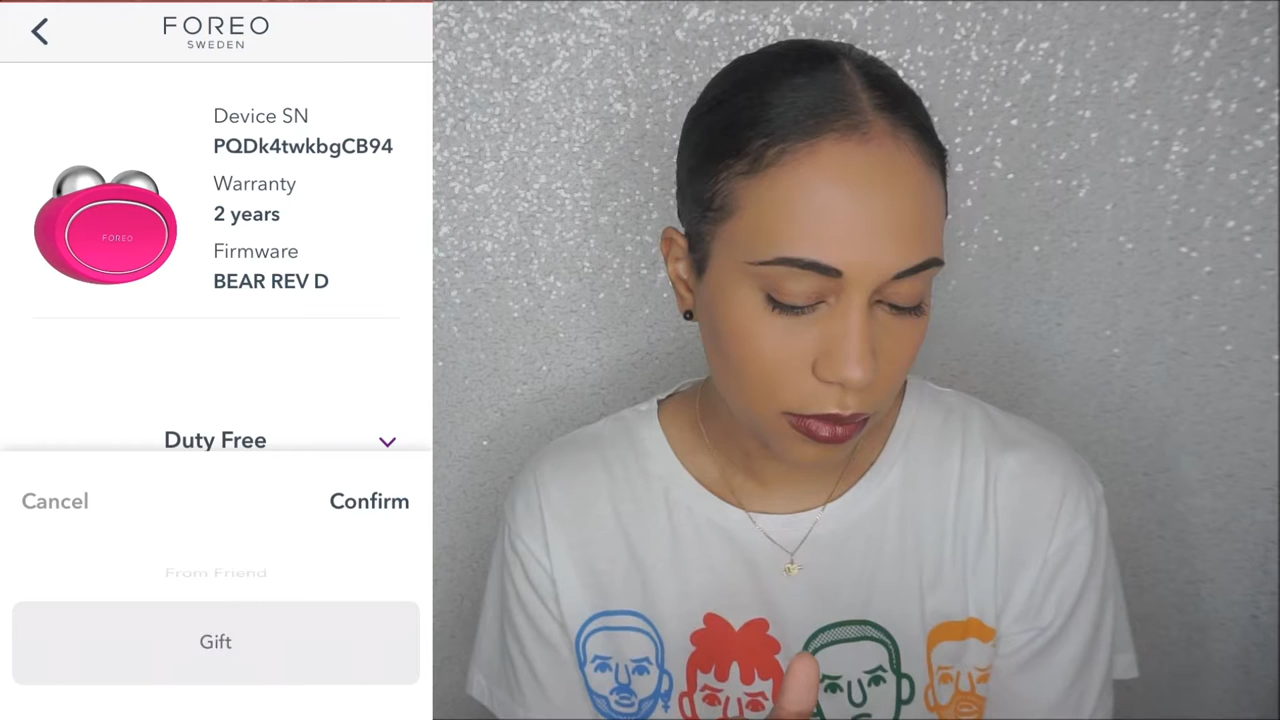 FOREO
SWEDEN
Device SN
PQDk4twkbgCB94
Warranty
2 years
Firmware
BEAR REV D
FOREO
Duty Free
Cancel
Confirm
From Friend
Gift